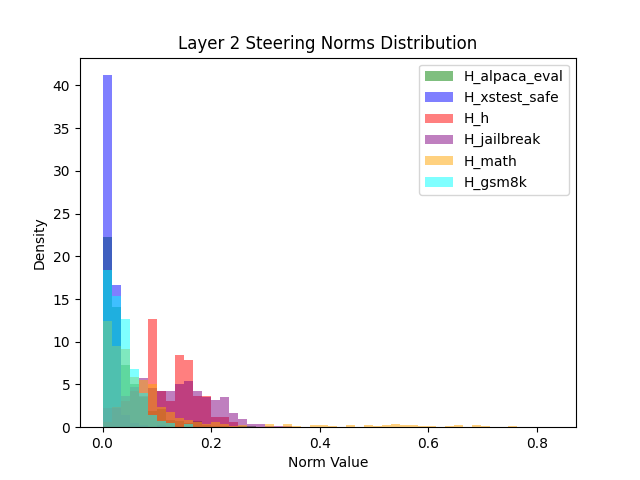 Layer 2 Steering Norms Distribution
H_alpaca_eval
H_xstest_safe
H_h
H_jailbreak
H_math
H_gsm8k
40
35
30
25
20
15
10
5
0
Density
0.0 0.2 0.4 0.6 0.8
Norm Value